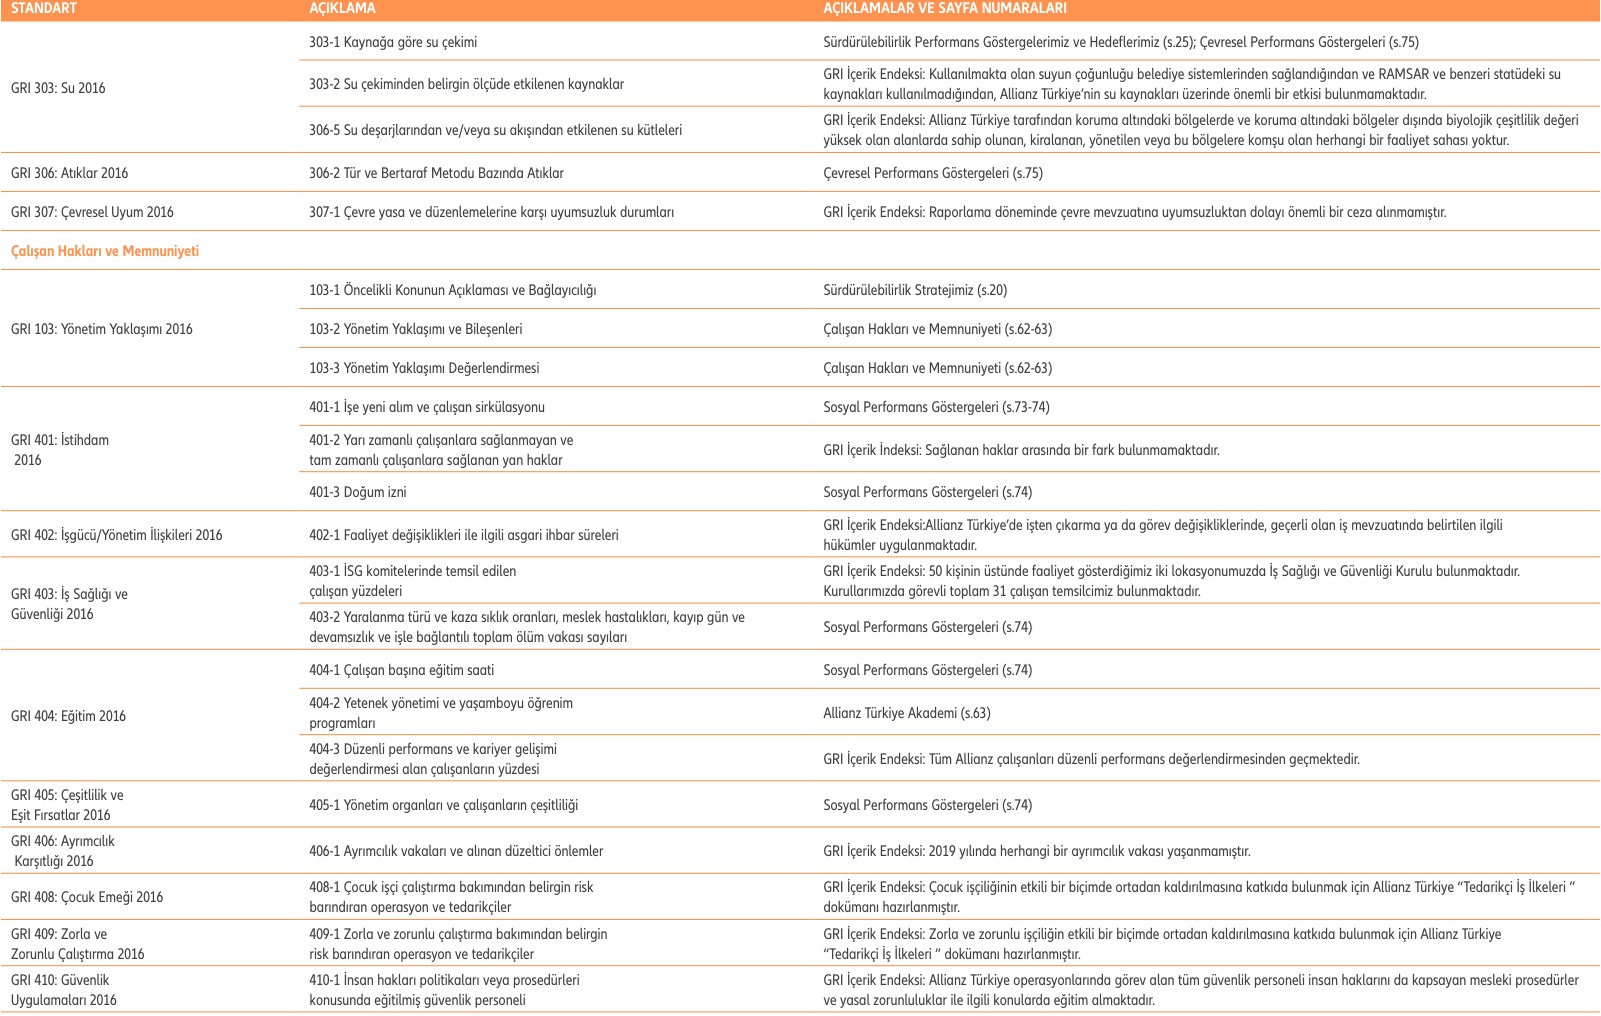 STANDART AÇIKLAMA AÇIKLAMALAR VE SAYFA NUMARALARI
GRI 303: Su 2016
303-1 Kaynağa göre su çekimi
Sürdürülebilirlik Performans Göstergelerimiz ve Hedeflerimiz (s.25); Çevresel Performans Göstergeleri (s.75)
303-2 Su çekiminden belirgin ölçüde etkilenen kaynaklar
GRI İçerik Endeksi: Kullanılmakta olan suyun çoğunluğu belediye sistemlerinden sağlandığından ve RAMSAR ve benzeri statüdeki su
kaynakları kullanılmadığından, Allianz Türkiye’nin su kaynakları üzerinde önemli bir etkisi bulunmamaktadır.
306-5 Su deşarjlarından ve/veya su akışından etkilenen su kütleleri
GRI İçerik Endeksi: Allianz Türkiye tarafından koruma altındaki bölgelerde ve koruma altındaki bölgeler dışında biyolojik çeşitlilik değeri
yüksek olan alanlarda sahip olunan, kiralanan, yönetilen veya bu bölgelere komşu olan herhangi bir faaliyet sahası yoktur.
GRI 306: Atıklar 2016
306-2 Tür ve Bertaraf Metodu Bazında Atıklar
Çevresel Performans Göstergeleri (s.75)
GRI 307: Çevresel Uyum 2016
307-1 Çevre yasa ve düzenlemelerine karşı uyumsuzluk durumları
GRI İçerik Endeksi: Raporlama döneminde çevre mevzuatına uyumsuzluktan dolayı önemli bir ceza alınmamıştır.
Çalışan Hakları ve Memnuniyeti
GRI 103: Yönetim Yaklaşımı 2016
103-1 Öncelikli Konunun Açıklaması ve Bağlayıcılığı
Sürdürülebilirlik Stratejimiz (s.20)
103-2 Yönetim Yaklaşımı ve Bileşenleri
Çalışan Hakları ve Memnuniyeti (s.62-63)
103-3 Yönetim Yaklaşımı Değerlendirmesi
Çalışan Hakları ve Memnuniyeti (s.62-63)
GRI 401: İstihdam
2016
401-1 İşe yeni alım ve çalışan sirkülasyonu
Sosyal Performans Göstergeleri (s.73-74)
401-2 Yarı zamanlı çalışanlara sağlanmayan ve
tam zamanlı çalışanlara sağlanan yan haklar
GRI İçerik İndeksi: Sağlanan haklar arasında bir fark bulunmamaktadır.
401-3 Doğum izni
Sosyal Performans Göstergeleri (s.74)
GRI 402: İşgücü/Yönetim İlişkileri 2016
402-1 Faaliyet değişiklikleri ile ilgili asgari ihbar süreleri
GRI İçerik Endeksi:Allianz Türkiye’de işten çıkarma ya da görev değişikliklerinde, geçerli olan iş mevzuatında belirtilen ilgili
hükümler uygulanmaktadır.
GRI 403: İş Sağlığı ve
Güvenliği 2016
403-1 İSG komitelerinde temsil edilen
çalışan yüzdeleri
GRI İçerik Endeksi: 50 kişinin üstünde faaliyet gösterdiğimiz iki lokasyonumuzda İş Sağlığı ve Güvenliği Kurulu bulunmaktadır.
Kurullarımızda görevli toplam 31 çalışan temsilcimiz bulunmaktadır.
403-2 Yaralanma türü ve kaza sıklık oranları, meslek hastalıkları, kayıp gün ve
devamsızlık ve işle bağlantılı toplam ölüm vakası sayıları
Sosyal Performans Göstergeleri (s.74)
GRI 404: Eğitim 2016
404-1 Çalışan başına eğitim saati
Sosyal Performans Göstergeleri (s.74)
404-2 Yetenek yönetimi ve yaşamboyu öğrenim
programları
Allianz Türkiye Akademi (s.63)
404-3 Düzenli performans ve kariyer gelişimi
değerlendirmesi alan çalışanların yüzdesi
GRI İçerik Endeksi: Tüm Allianz çalışanları düzenli performans değerlendirmesinden geçmektedir.
GRI 405: Çeşitlilik ve
Eşit Fırsatlar 2016
405-1 Yönetim organları ve çalışanların çeşitliliği
Sosyal Performans Göstergeleri (s.74)
GRI 406: Ayrımcılık
Karşıtlığı 2016
406-1 Ayrımcılık vakaları ve alınan düzeltici önlemler
GRI İçerik Endeksi: 2019 yılında herhangi bir ayrımcılık vakası yaşanmamıştır.
GRI 408: Çocuk Emeği 2016
408-1 Çocuk işçi çalıştırma bakımından belirgin risk
barındıran operasyon ve tedarikçiler
GRI İçerik Endeksi: Çocuk işçiliğinin etkili bir biçimde ortadan kaldırılmasına katkıda bulunmak için Allianz Türkiye “Tedarikçi İş İlkeleri ”
dokümanı hazırlanmıştır.
GRI 409: Zorla ve
Zorunlu Çalıştırma 2016
409-1 Zorla ve zorunlu çalıştırma bakımından belirgin
risk barındıran operasyon ve tedarikçiler
GRI İçerik Endeksi: Zorla ve zorunlu işçiliğin etkili bir biçimde ortadan kaldırılmasına katkıda bulunmak için Allianz Türkiye
“Tedarikçi İş İlkeleri ” dokümanı hazırlanmıştır.
GRI 410: Güvenlik
Uygulamaları 2016
410-1 İnsan hakları politikaları veya prosedürleri
konusunda eğitilmiş güvenlik personeli
GRI İçerik Endeksi: Allianz Türkiye operasyonlarında görev alan tüm güvenlik personeli insan haklarını da kapsayan mesleki prosedürler
ve yasal zorunluluklar ile ilgili konularda eğitim almaktadır.